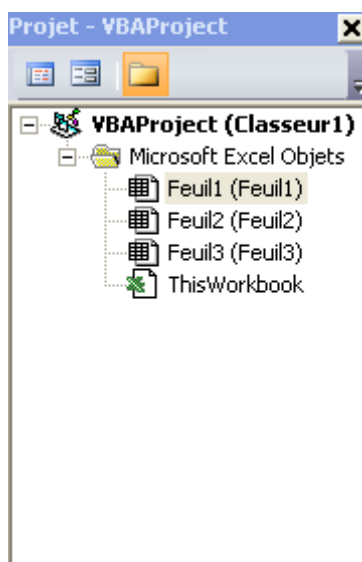 Projet - VBAProject
VBAProject (Classeur1)
Microsoft Excel Objets
Feuil1 (Feuil1)
Feuil2 (Feuil2)
Feuil3 (Feuil3)
ThisWorkbook